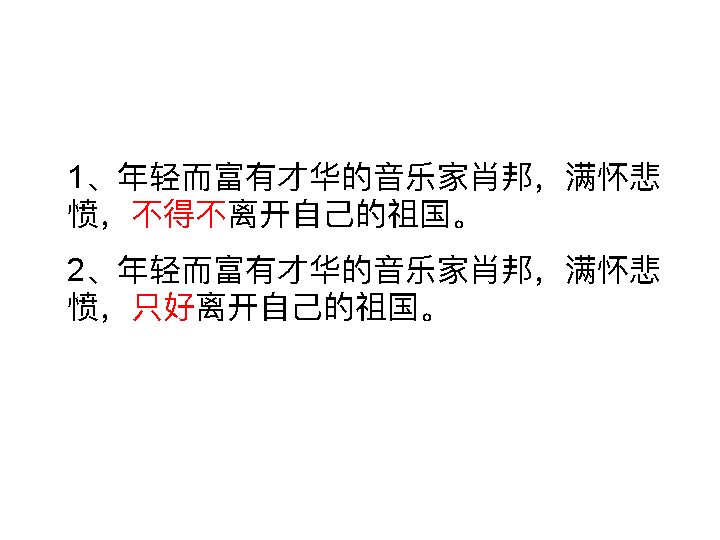 1、年轻而富有才华的音乐家肖邦，满怀悲
愤，不得不离开自己的祖国。
2、年轻而富有才华的音乐家肖邦，满怀悲
愤，只好离开自己的祖国。